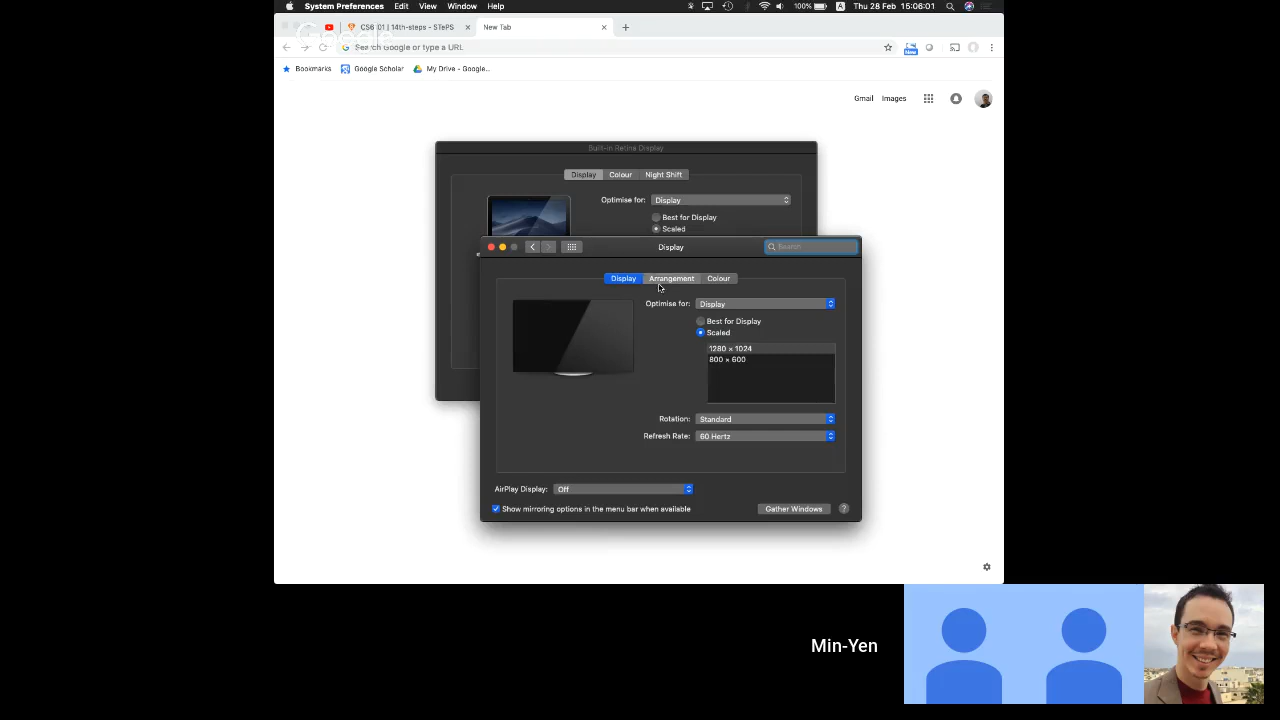 System Preferences Edit View Window Help 100% A Thu 28 Feb 15:06:01
CS6101 | 14th-steps - STePS × New Tab × +
Search Google or type a URL
New
Bookmarks Google Scholar My Drive - Google...
Gmail Images
Built-in Retina Display
Display Colour Night Shift
Optimise for: Display
Best for Display
Scaled
Display
Search
Display Arrangement Colour
Optimise for: Display
Best for Display
Scaled
1280 × 1024
800 × 600
Rotation: Standard
Refresh Rate: 60 Hertz
AirPlay Display: Off
Show mirroring options in the menu bar when available
Gather Windows ?
Min-Yen